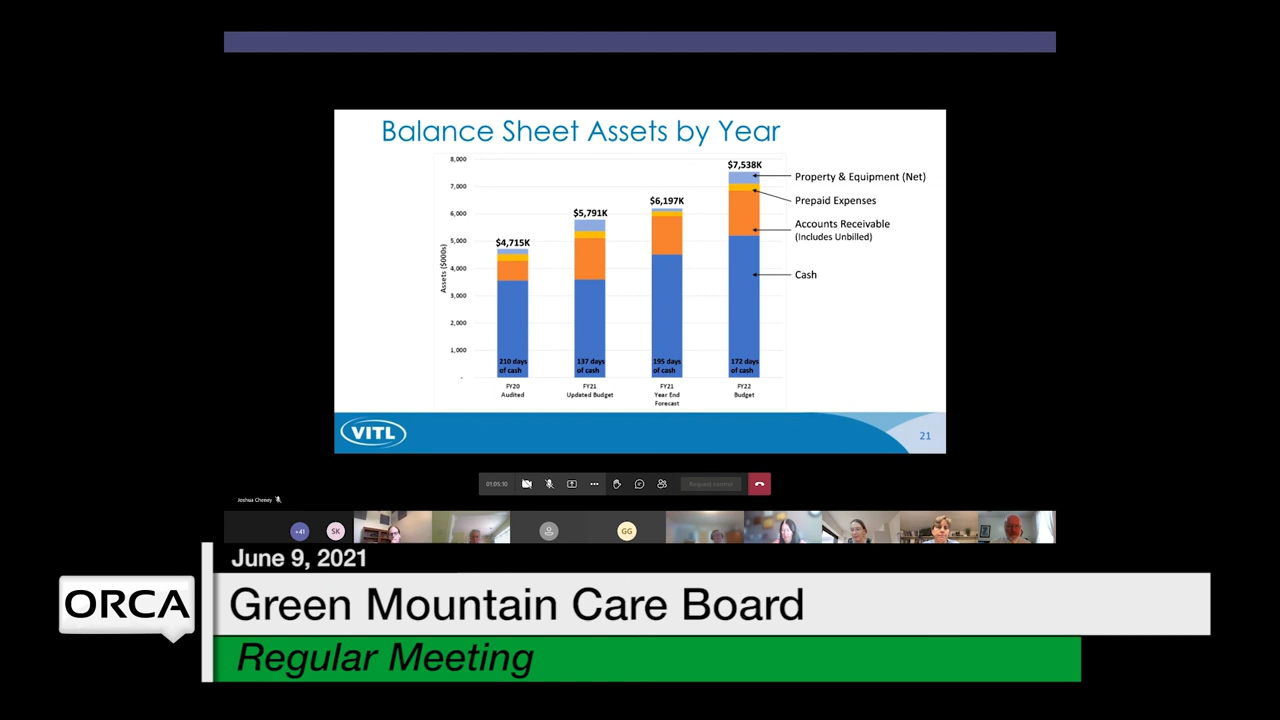 Balance Sheet Assets by Year
8,000
7,000
6,000
5,000
4,000
3,000
2,000
1,000
-
Assets ($000s)
$4,715K
$5,791K
$6,197K
$7,538K
Property & Equipment (Net)
Prepaid Expenses
Accounts Receivable
(Includes Unbilled)
Cash
210 days
of cash
137 days
of cash
195 days
of cash
172 days
of cash
FY20
Audited
FY21
Updated Budget
FY21
Year End
Forecast
FY22
Budget
VITL
21
01:05:10
Request control
Joshua Cheney
+41
SK
GG
June 9, 2021
ORCA
Green Mountain Care Board
Regular Meeting